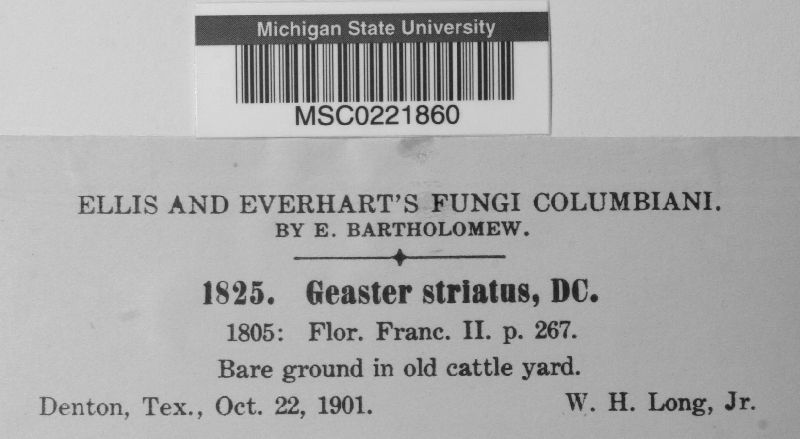 Michigan State University
MSC0221860
ELLIS AND EVERHART'S FUNGI COLUMBIANI.
BY E. BARTHOLOMEW.
1825. Geaster striatus, DC.
1805: Flor. Franc. II. p. 267.
Bare ground in old cattle yard.
Denton, Tex., Oct. 22, 1901. W. H. Long, Jr.